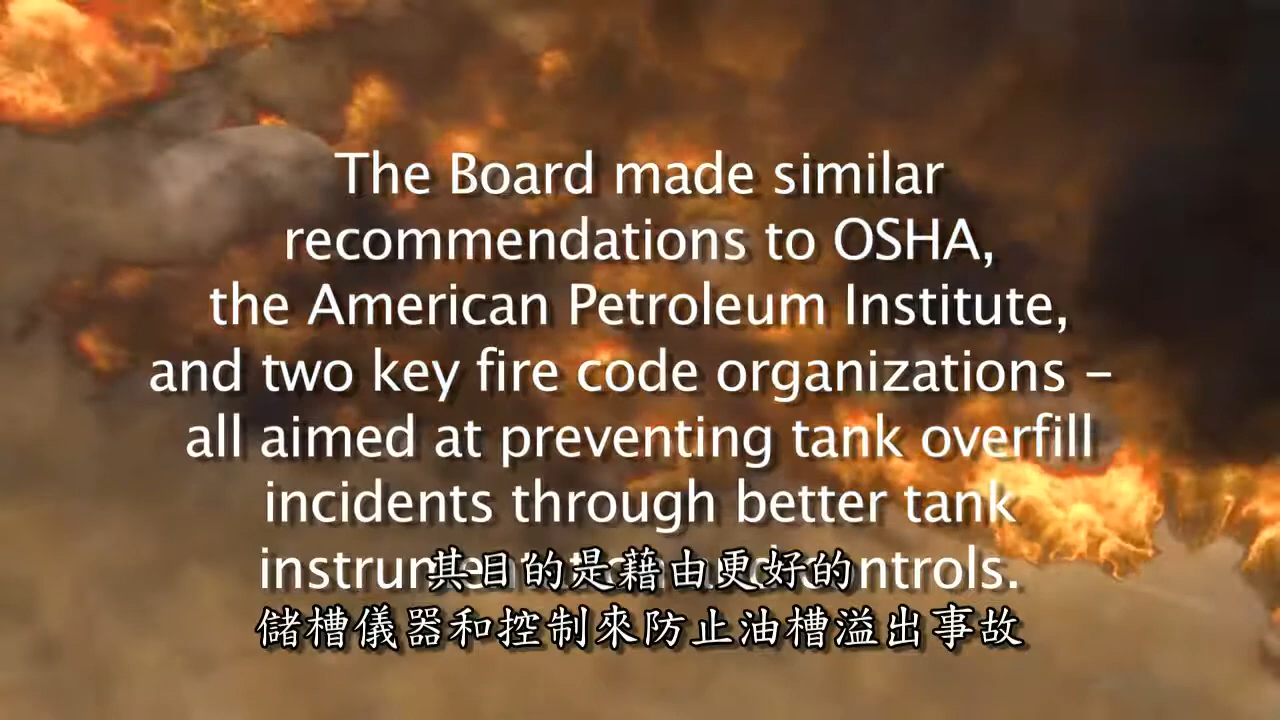 The Board made similar
recommendations to OSHA,
the American Petroleum Institute,
and two key fire code organizations –
all aimed at preventing tank overfill
incidents through better tank
controls.
其目的是藉由更好的
儲槽儀器和控制來防止油槽溢出事故